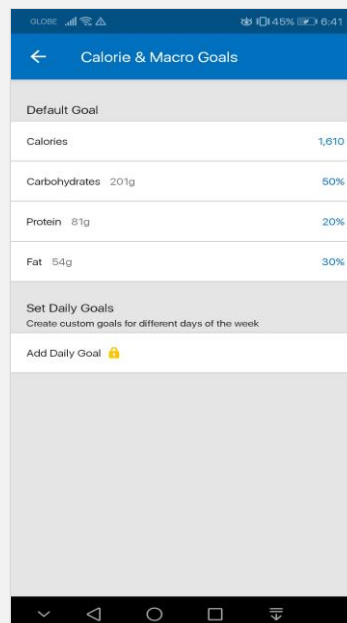 GLOBE 45% 6:41
Calorie & Macro Goals
Default Goal
Calories 1,610
Carbohydrates 201g 50%
Protein 81g 20%
Fat 54g 30%
Set Daily Goals
Create custom goals for different days of the week
Add Daily Goal